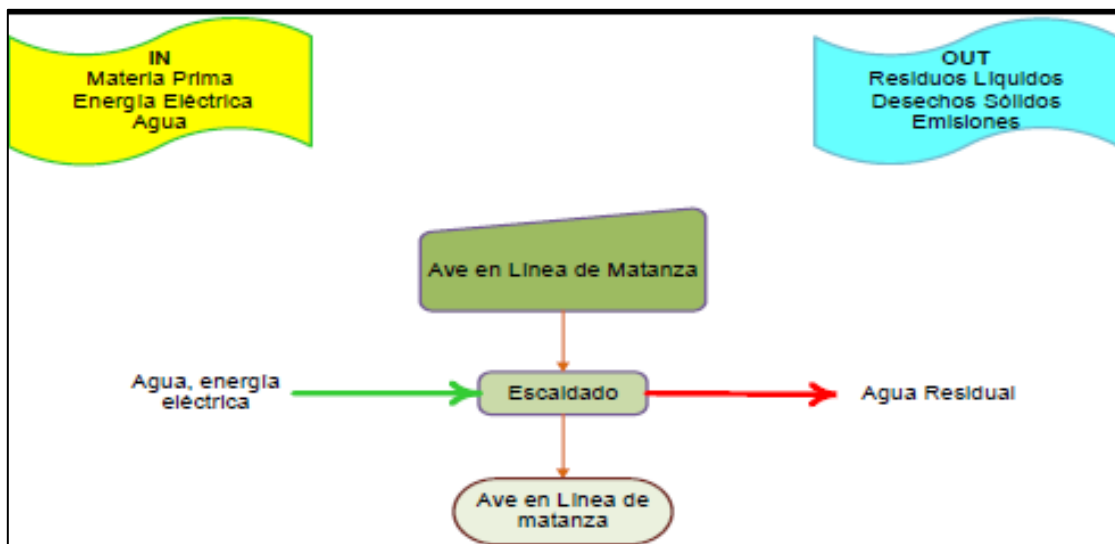 IN
Materia Prima
Energía Eléctrica
Agua
OUT
Residuos Líquidos
Desechos Sólidos
Emisiones
Ave en Línea de Matanza
Agua, energía
eléctrica
Escaldado
Agua Residual
Ave en Línea de
matanza